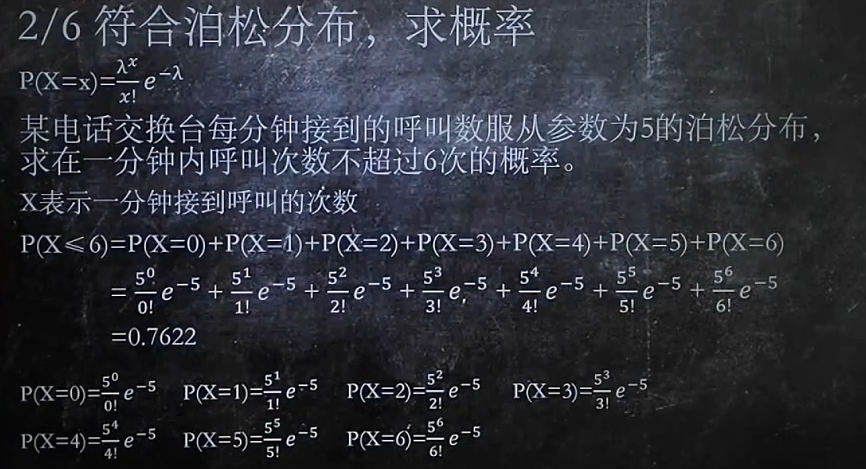 2/6 符合泊松分布，求概率
P(X=x)=\frac{λ^x}{x!}e^{-λ}
某电话交换台每分钟接到的呼叫数服从参数为5的泊松分布，
求在一分钟内呼叫次数不超过6次的概率。
X表示一分钟接到呼叫的次数
P(X≤6)=P(X=0)+P(X=1)+P(X=2)+P(X=3)+P(X=4)+P(X=5)+P(X=6)
=\frac{5^0}{0!}e^{-5}+\frac{5^1}{1!}e^{-5}+\frac{5^2}{2!}e^{-5}+\frac{5^3}{3!}e^{-5}+\frac{5^4}{4!}e^{-5}+\frac{5^5}{5!}e^{-5}+\frac{5^6}{6!}e^{-5}
=0.7622
P(X=0)=\frac{5^0}{0!}e^{-5} P(X=1)=\frac{5^1}{1!}e^{-5} P(X=2)=\frac{5^2}{2!}e^{-5} P(X=3)=\frac{5^3}{3!}e^{-5}
P(X=4)=\frac{5^4}{4!}e^{-5} P(X=5)=\frac{5^5}{5!}e^{-5} P(X=6)=\frac{5^6}{6!}e^{-5}